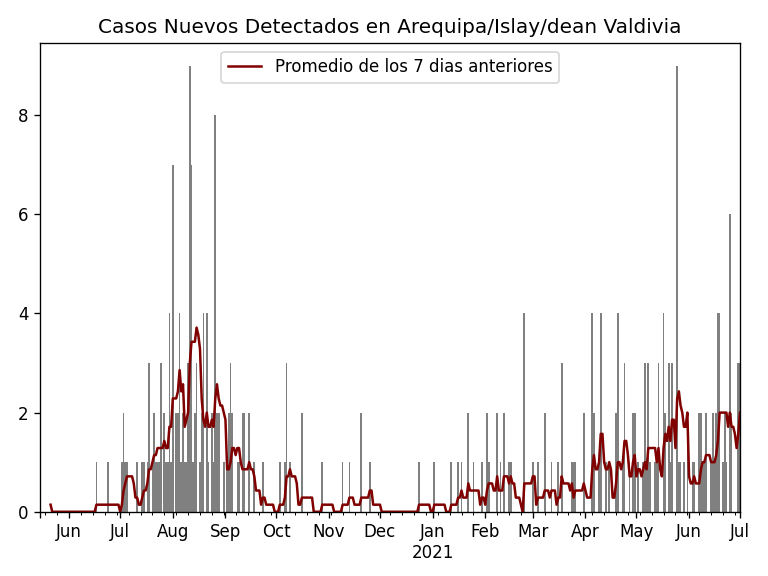 Casos Nuevos Detectados en Arequipa/Islay/dean Valdivia
Promedio de los 7 dias anteriores
8
6
4
2
0
Jun Jul Aug Sep Oct Nov Dec Jan Feb Mar Apr May Jun Jul
2021